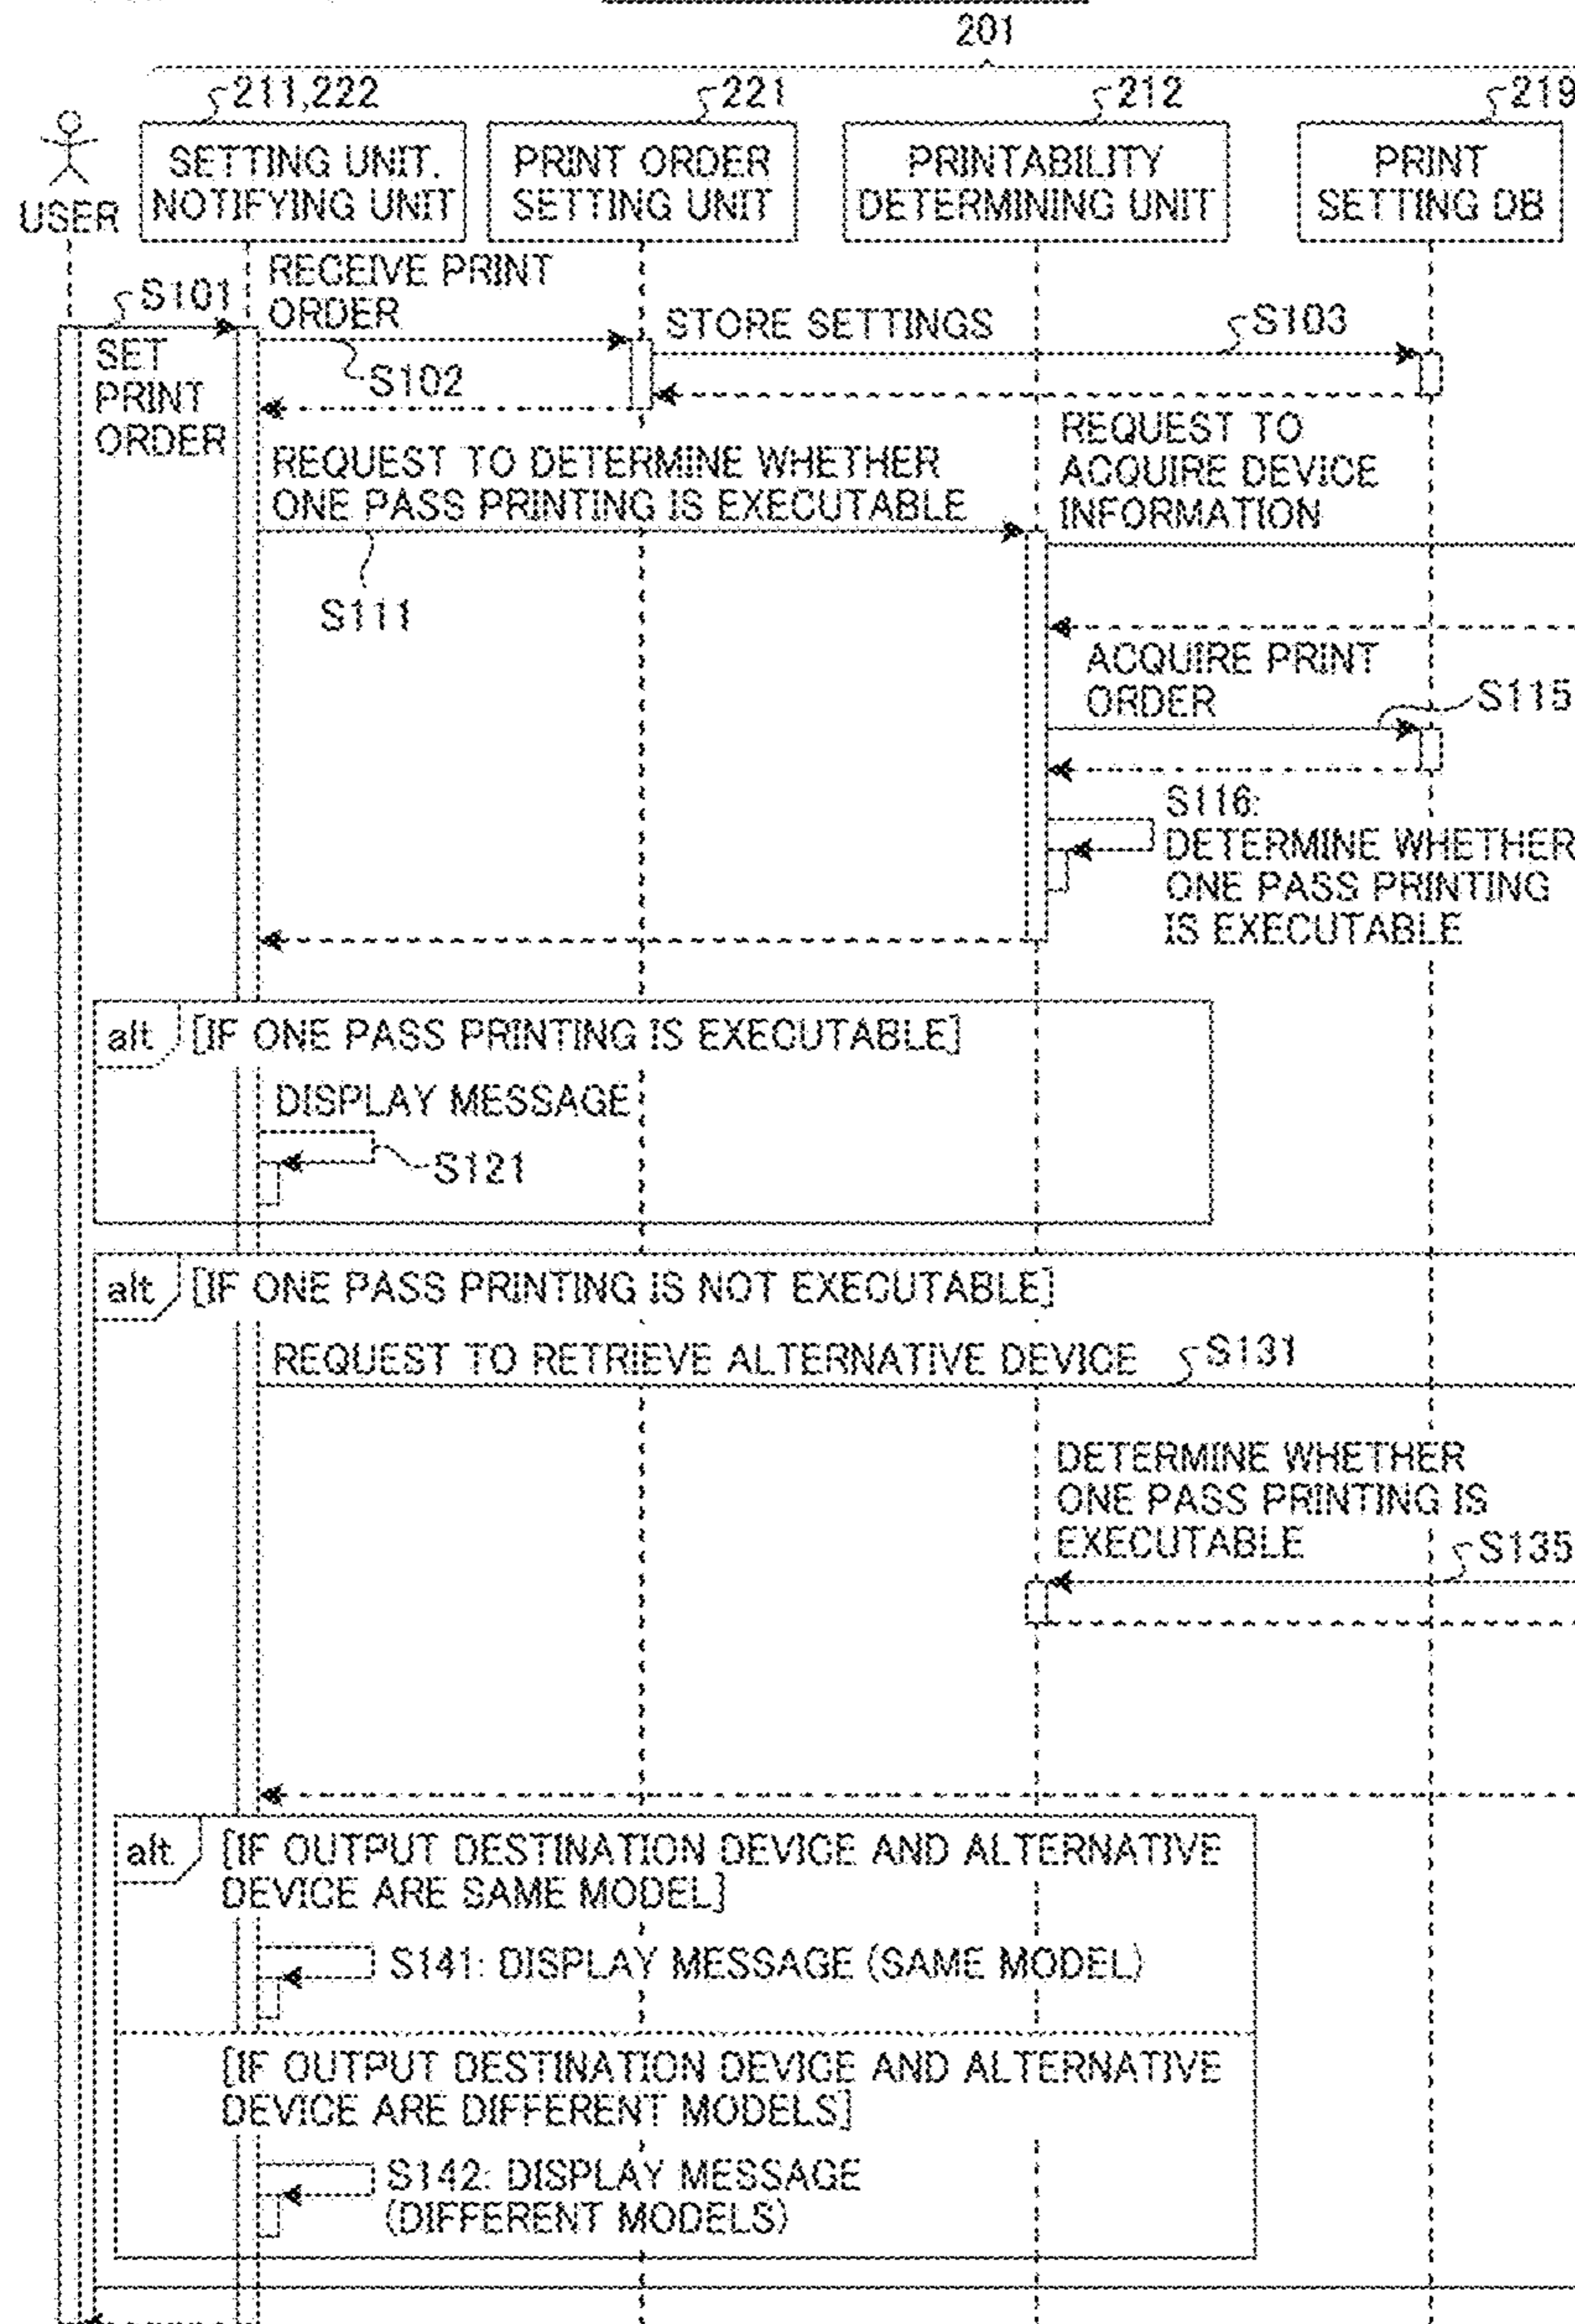 201
211,222
221
212
219
USER
SETTING UNIT.
NOTIFYING UNIT
PRINT ORDER
SETTING UNIT
PRINTABILITY
DETERMINING UNIT
PRINT
SETTING DB
S101
SET
PRINT
ORDER
RECEIVE PRINT
ORDER
S102
STORE SETTINGS
S103
REQUEST TO DETERMINE WHETHER
ONE PASS PRINTING IS EXECUTABLE
S111
REQUEST TO
ACQUIRE DEVICE
INFORMATION
ACQUIRE PRINT
ORDER
S115
S116:
DETERMINE WHETHER
ONE PASS PRINTING
IS EXECUTABLE
alt [IF ONE PASS PRINTING IS EXECUTABLE]
DISPLAY MESSAGE
S121
alt [IF ONE PASS PRINTING IS NOT EXECUTABLE]
REQUEST TO RETRIEVE ALTERNATIVE DEVICE S131
DETERMINE WHETHER
ONE PASS PRINTING IS
EXECUTABLE
S135
alt [IF OUTPUT DESTINATION DEVICE AND ALTERNATIVE
DEVICE ARE SAME MODEL]
S141: DISPLAY MESSAGE (SAME MODEL)
[IF OUTPUT DESTINATION DEVICE AND ALTERNATIVE
DEVICE ARE DIFFERENT MODELS]
S142: DISPLAY MESSAGE
(DIFFERENT MODELS)